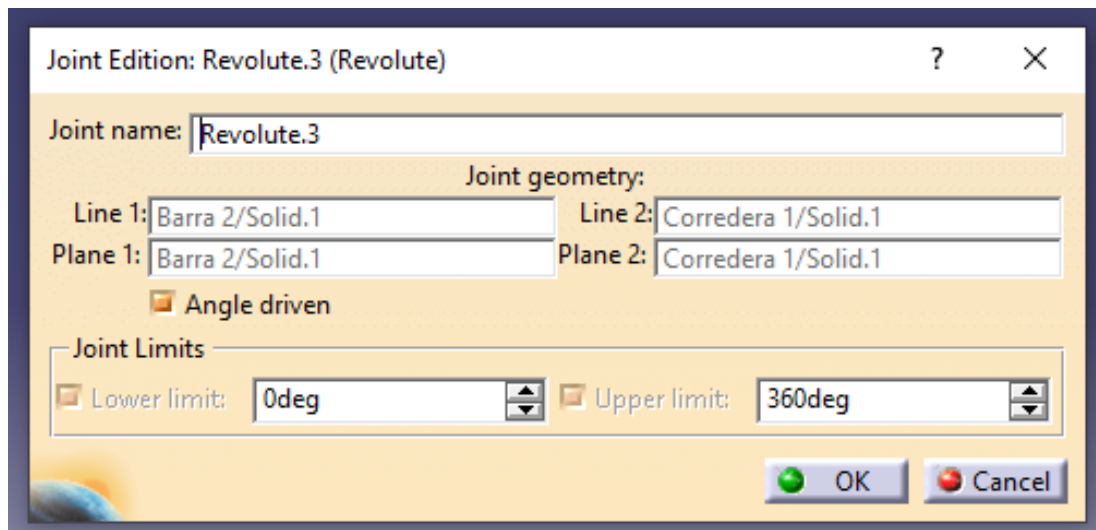 Joint Edition: Revolute.3 (Revolute) ?
Joint name: Revolute.3
Joint geometry:
Line 1: Barra 2/Solid.1 Line 2: Corredera 1/Solid.1
Plane 1: Barra 2/Solid.1 Plane 2: Corredera 1/Solid.1
Angle driven
Joint Limits
Lower limit: 0deg Upper limit: 360deg
OK Cancel